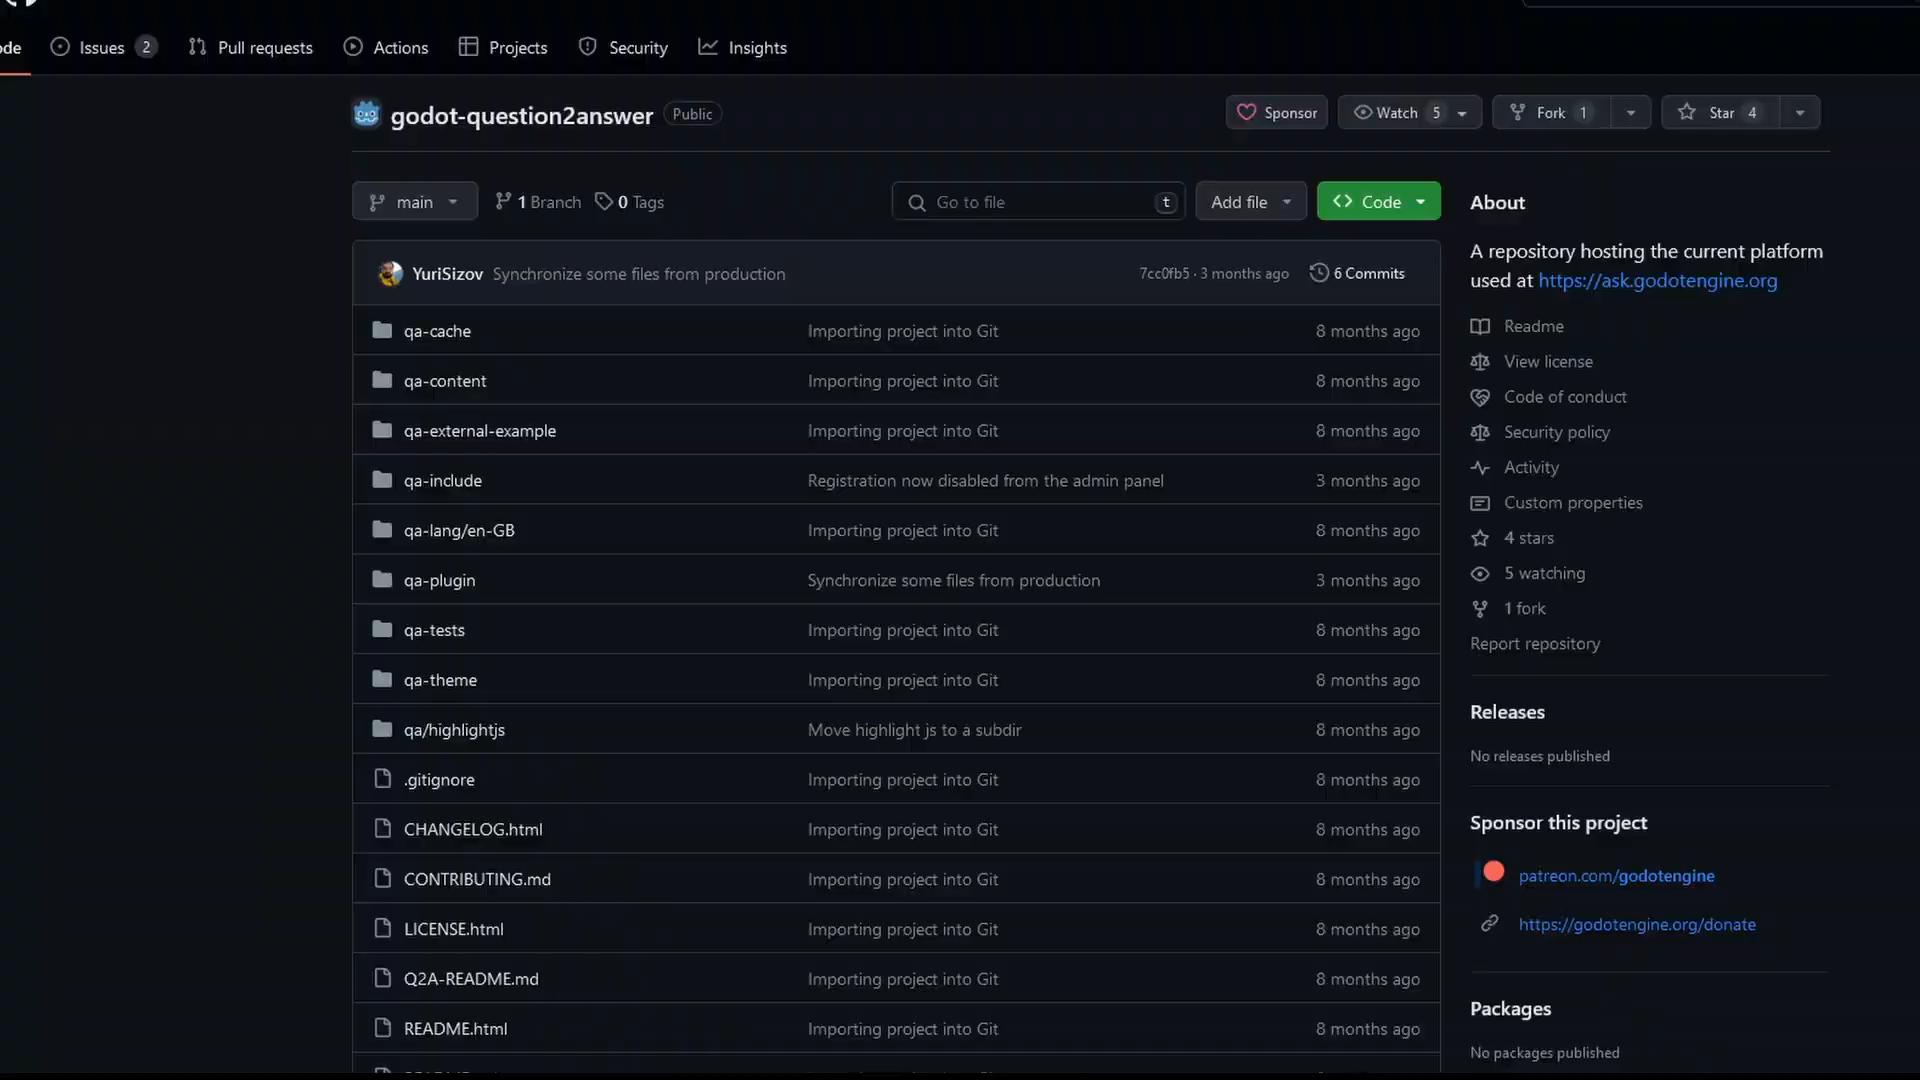 ode Issues 2 Pull requests Actions Projects Security Insights
godot-question2answer Public Sponsor Watch 5 Fork 1 Star 4
main 1 Branch 0 Tags Go to file t Add file Code
YuriSizov Synchronize some files from production 7cc0fb5 · 3 months ago 6 Commits
qa-cache Importing project into Git 8 months ago
qa-content Importing project into Git 8 months ago
qa-external-example Importing project into Git 8 months ago
qa-include Registration now disabled from the admin panel 3 months ago
qa-lang/en-GB Importing project into Git 8 months ago
qa-plugin Synchronize some files from production 3 months ago
qa-tests Importing project into Git 8 months ago
qa-theme Importing project into Git 8 months ago
qa/highlightjs Move highlight js to a subdir 8 months ago
.gitignore Importing project into Git 8 months ago
CHANGELOG.html Importing project into Git 8 months ago
CONTRIBUTING.md Importing project into Git 8 months ago
LICENSE.html Importing project into Git 8 months ago
Q2A-README.md Importing project into Git 8 months ago
README.html Importing project into Git 8 months ago
About
A repository hosting the current platform
used at https://ask.godotengine.org
Readme
View license
Code of conduct
Security policy
Activity
Custom properties
4 stars
5 watching
1 fork
Report repository
Releases
No releases published
Sponsor this project
patreon.com/godotengine
https://godotengine.org/donate
Packages
No packages published